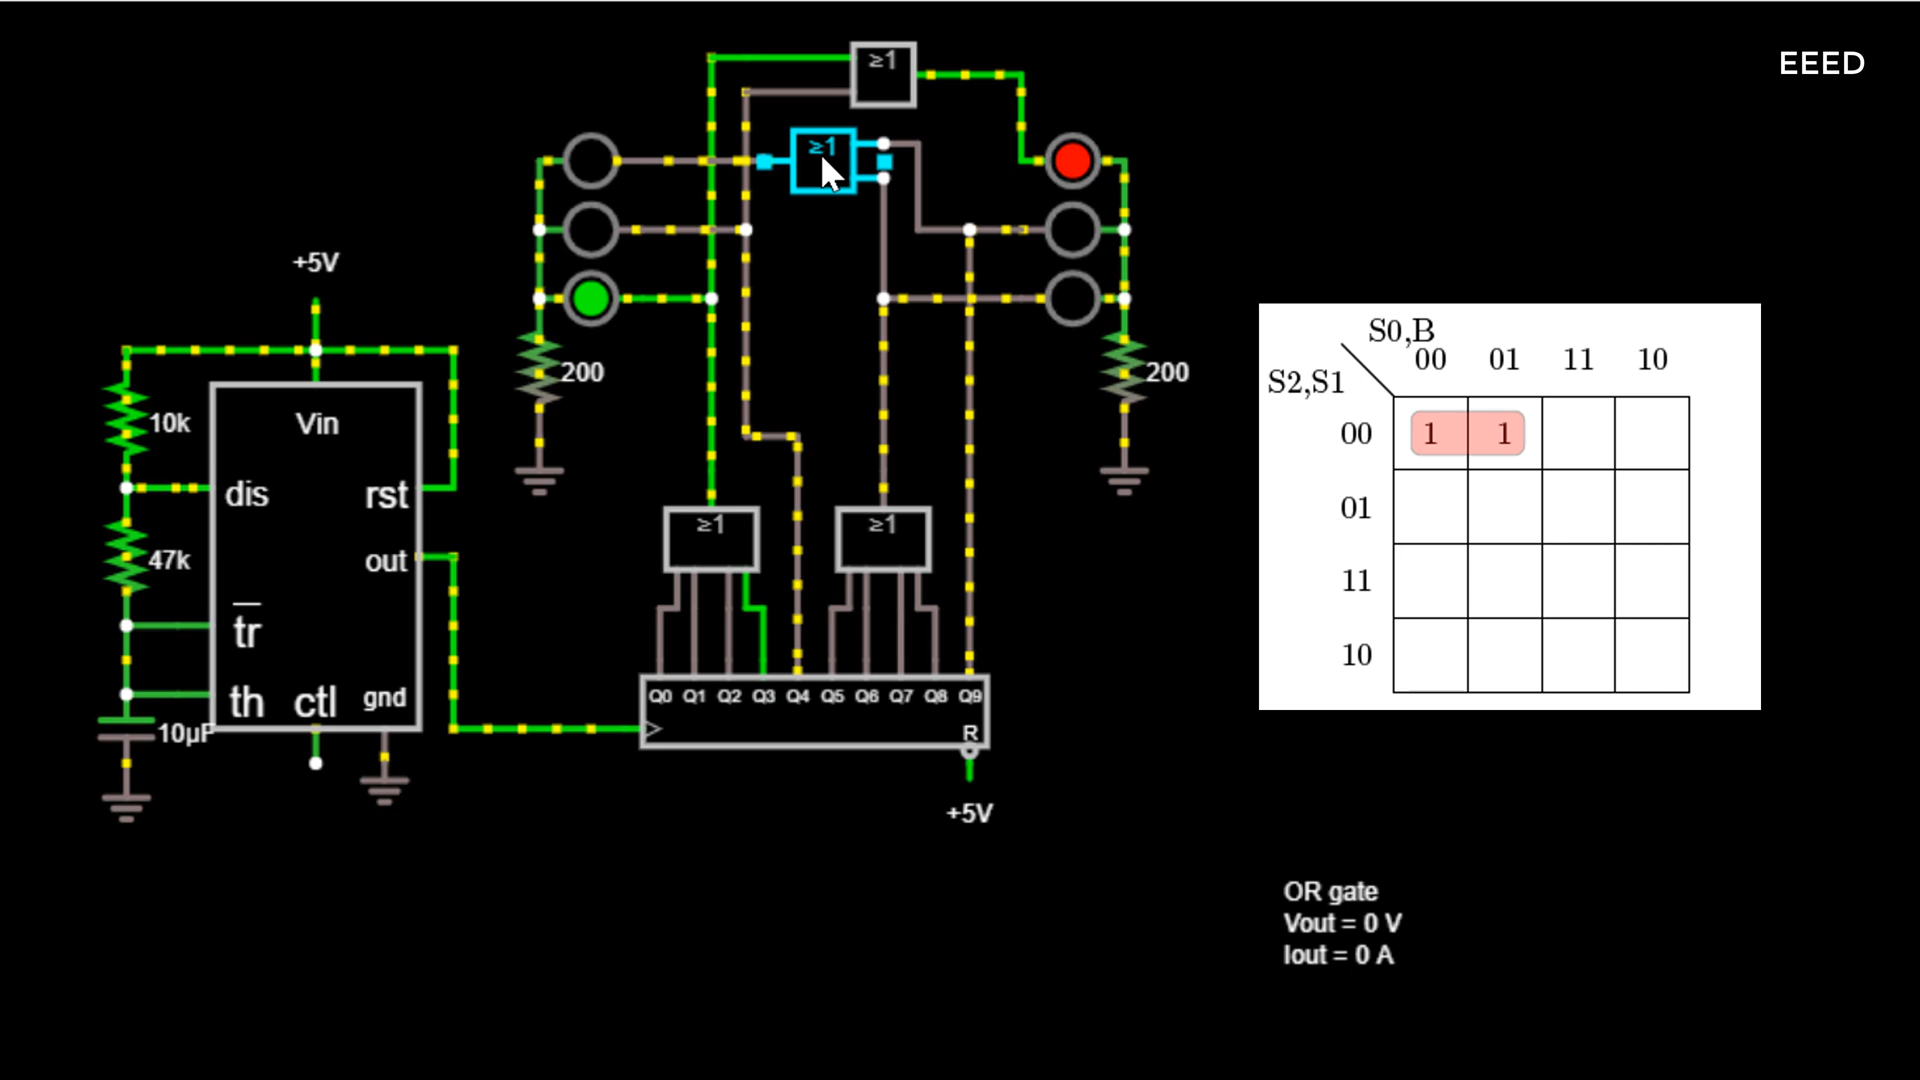 EEED
≥1
≥1
+5V
200
200
10k
Vin
dis
rst
47k
out
tr
th
ctl
gnd
10µF
≥1
≥1
Q0 Q1 Q2 Q3 Q4 Q5 Q6 Q7 Q8 Q9
R
+5V
S0,B
S2,S1
00 01 11 10
00 1 1
01
11
10
OR gate
Vout = 0 V
Iout = 0 A